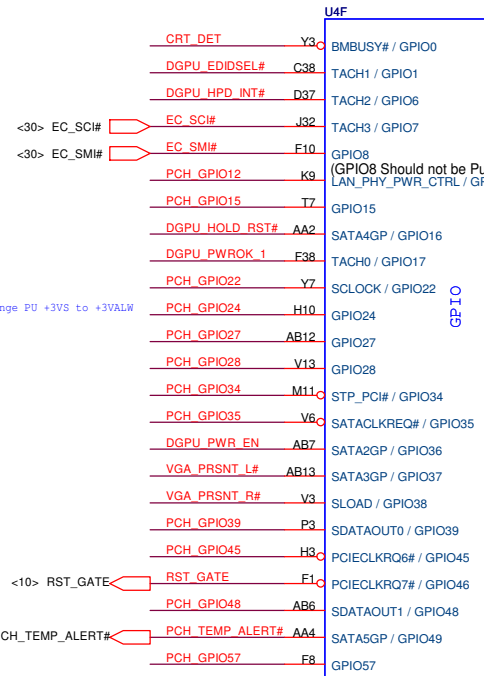 U4F
CRT_DET Y3 BMBUSY# / GPIO0
DGPU_EDIDSEL# C38 TACH1 / GPIO1
DGPU_HPD_INT# D37 TACH2 / GPIO6
<30> EC_SCI# EC_SCI# J32 TACH3 / GPIO7
<30> EC_SMI# EC_SMI# F10 GPIO8
(GPIO8 Should not be Pu
PCH_GPIO12 K9 LAN_PHY_PWR_CTRL / GP
PCH_GPIO15 T7 GPIO15
DGPU_HOLD_RST# AA2 SATA4GP / GPIO16
DGPU_PWROK_1 F38 TACH0 / GPIO17
PCH_GPIO22 Y7 SCLOCK / GPIO22
GPIO
nge PU +3VS to +3VALW PCH_GPIO24 H10 GPIO24
PCH_GPIO27 AB12 GPIO27
PCH_GPIO28 V13 GPIO28
PCH_GPIO34 M11 STP_PCI# / GPIO34
PCH_GPIO35 V6 SATACLKREQ# / GPIO35
DGPU_PWR_EN AB7 SATA2GP / GPIO36
VGA_PRSNT_L# AB13 SATA3GP / GPIO37
VGA_PRSNT_R# V3 SLOAD / GPIO38
PCH_GPIO39 P3 SDATAOUT0 / GPIO39
PCH_GPIO45 H3 PCIECLKRQ6# / GPIO45
<10> RST_GATE RST_GATE F1 PCIECLKRQ7# / GPIO46
PCH_GPIO48 AB6 SDATAOUT1 / GPIO48
CH_TEMP_ALERT# PCH_TEMP_ALERT# AA4 SATA5GP / GPIO49
PCH_GPIO57 F8 GPIO57